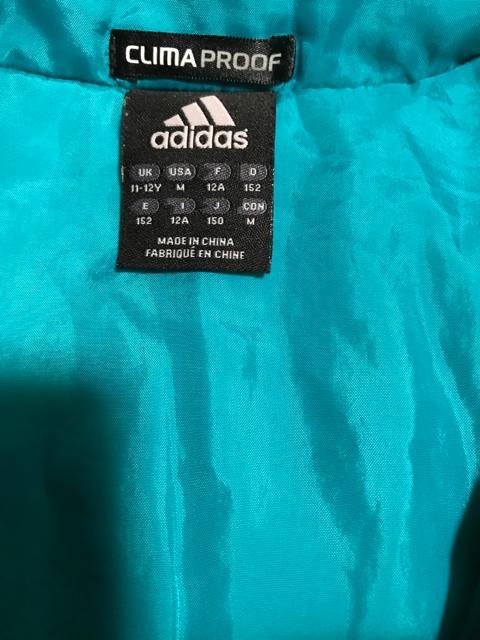 CLIMAPROOF
adidas
UK USA F D
11-12Y M 12A 152
E I J CON
152 12A 150 M
MADE IN CHINA
FABRIQUÉ EN CHINE